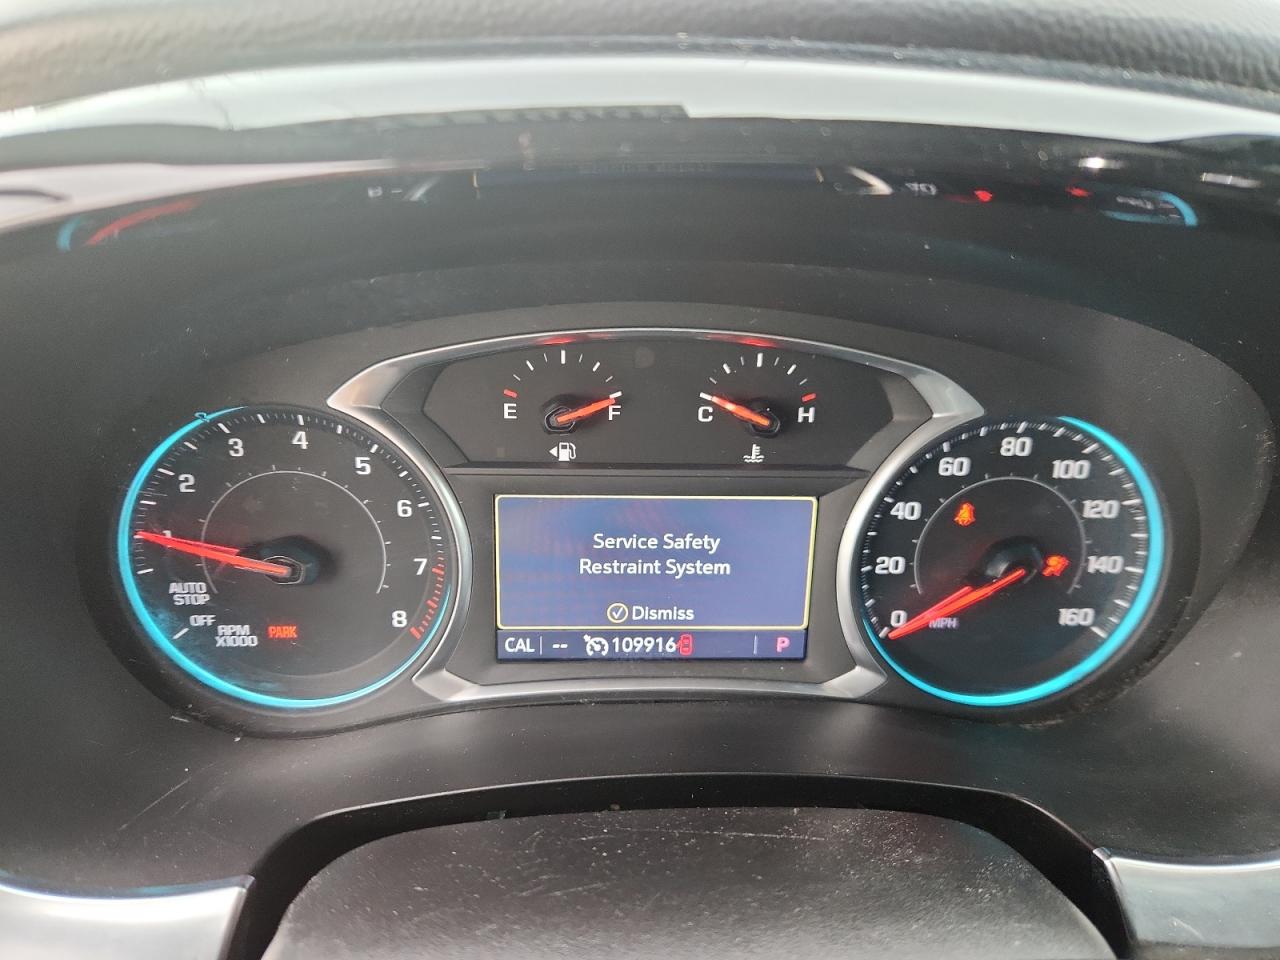 E F
C H
1 2 3 4 5 6 7 8
AUTO
STOP
OFF
RPM
X1000
PARK
Service Safety
Restraint System
Dismiss
CAL -- 109916 P
0 20 40 60 80 100 120 140 160
MPH